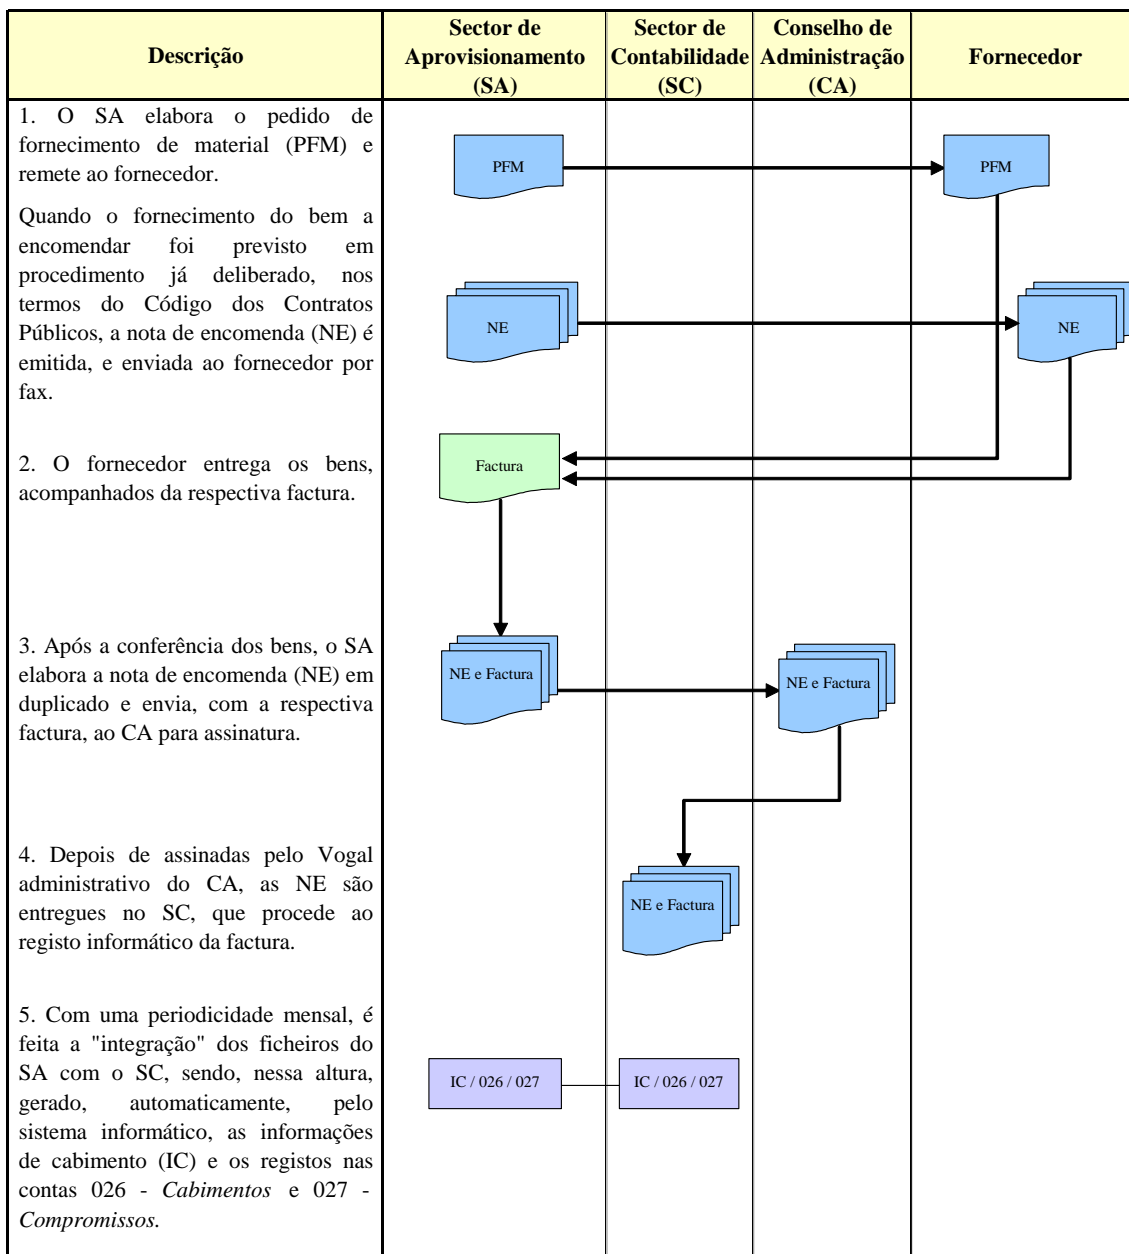 Descrição
Sector de
Aprovisionamento
(SA)
Sector de
Contabilidade
(SC)
Conselho de
Administração
(CA)
Fornecedor
1. O SA elabora o pedido de
fornecimento de material (PFM) e
remete ao fornecedor.
PFM
PFM
Quando o fornecimento do bem a
encomendar foi previsto em
procedimento já deliberado, nos
termos do Código dos Contratos
Públicos, a nota de encomenda (NE) é
emitida, e enviada ao fornecedor por
fax.
NE
NE
2. O fornecedor entrega os bens,
acompanhados da respectiva factura.
Factura
3. Após a conferência dos bens, o SA
elabora a nota de encomenda (NE) em
duplicado e envia, com a respectiva
factura, ao CA para assinatura.
NE e Factura
NE e Factura
4. Depois de assinadas pelo Vogal
administrativo do CA, as NE são
entregues no SC, que procede ao
registo informático da factura.
NE e Factura
5. Com uma periodicidade mensal, é
feita a "integração" dos ficheiros do
SA com o SC, sendo, nessa altura,
gerado, automaticamente, pelo
sistema informático, as informações
de cabimento (IC) e os registos nas
contas 026 - Cabimentos e 027 -
Compromissos.
IC / 026 / 027
IC / 026 / 027